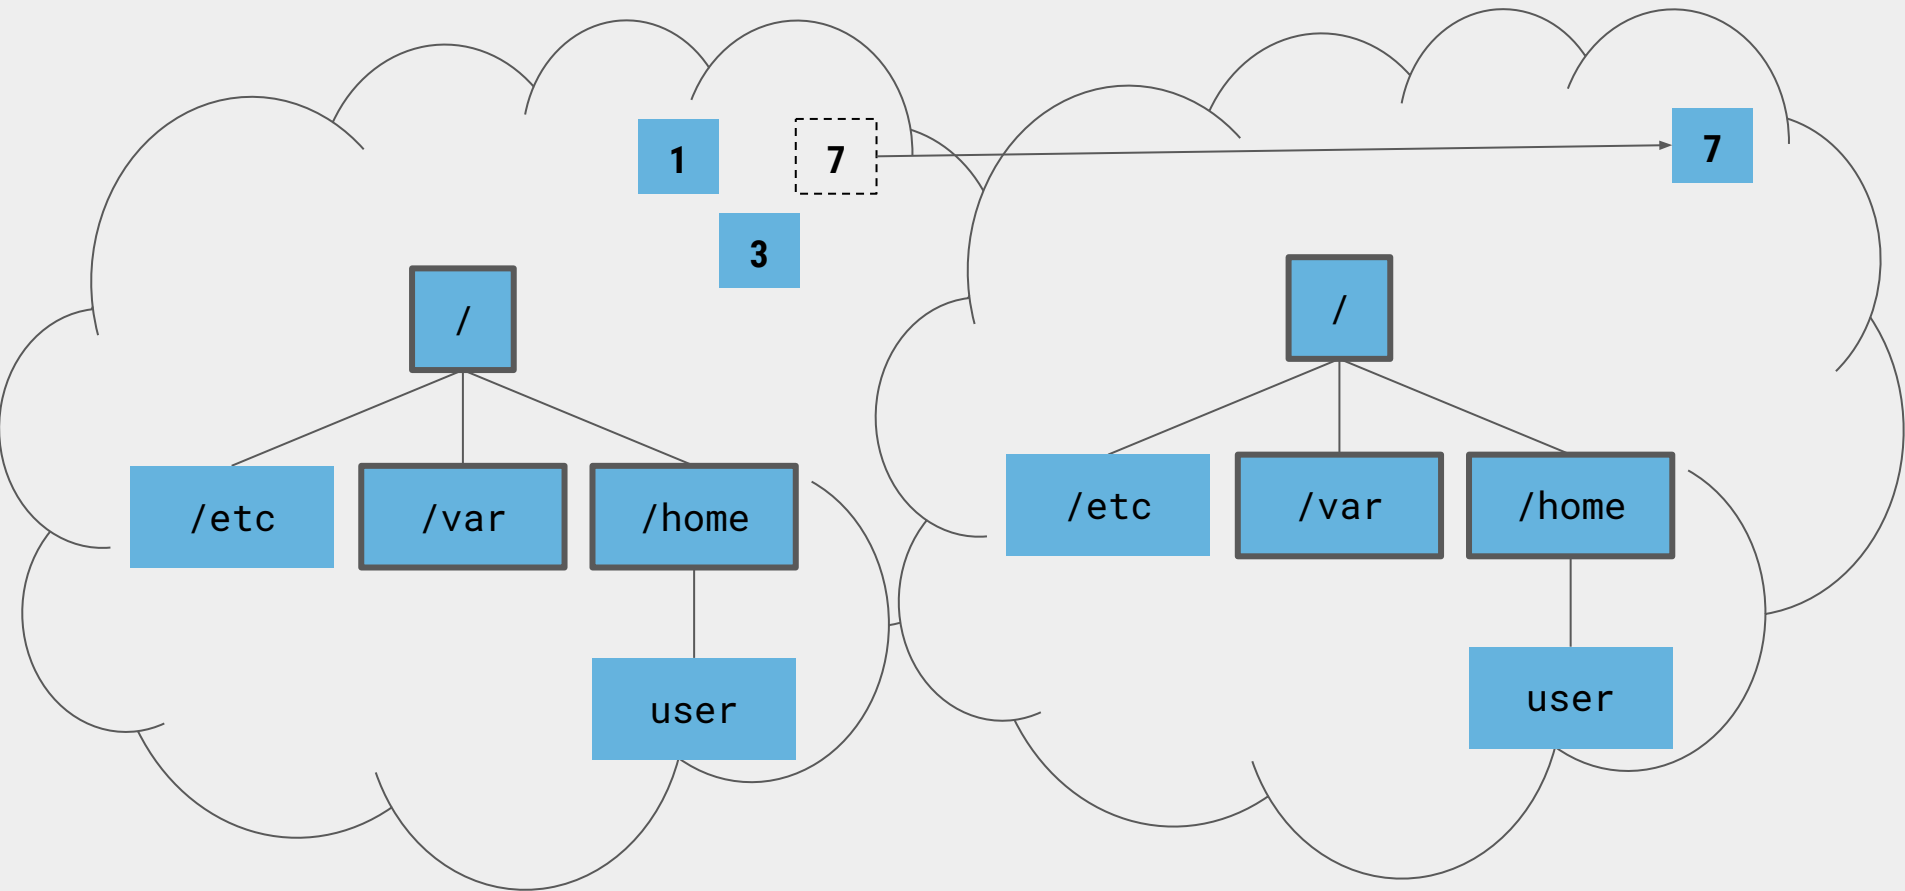 1
7
3
/
/etc
/var
/home
user
7
/
/etc
/var
/home
user